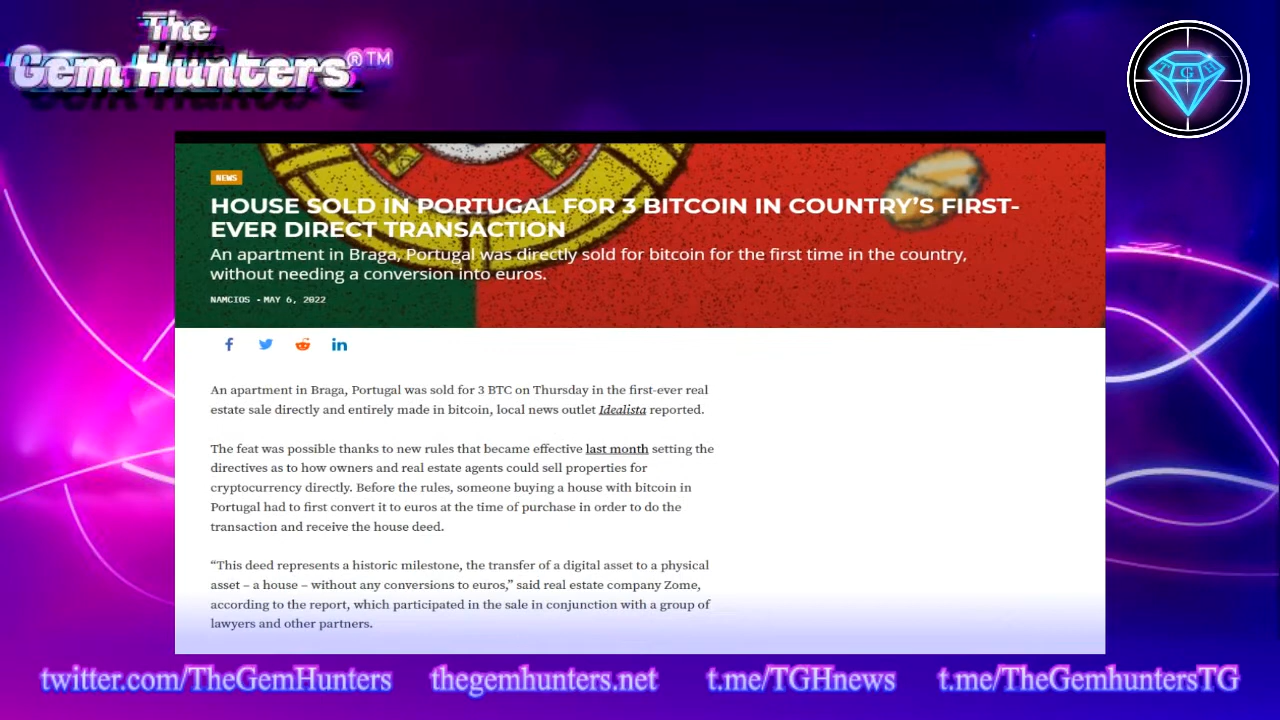 The
Gem Hunters®™
TGH
NEWS
HOUSE SOLD IN PORTUGAL FOR 3 BITCOIN IN COUNTRY’S FIRST-
EVER DIRECT TRANSACTION
An apartment in Braga, Portugal was directly sold for bitcoin for the first time in the country,
without needing a conversion into euros.
NAMCIOS • MAY 6, 2022
An apartment in Braga, Portugal was sold for 3 BTC on Thursday in the first-ever real
estate sale directly and entirely made in bitcoin, local news outlet Idealista reported.
The feat was possible thanks to new rules that became effective last month setting the
directives as to how owners and real estate agents could sell properties for
cryptocurrency directly. Before the rules, someone buying a house with bitcoin in
Portugal had to first convert it to euros at the time of purchase in order to do the
transaction and receive the house deed.
“This deed represents a historic milestone, the transfer of a digital asset to a physical
asset – a house – without any conversions to euros,” said real estate company Zome,
according to the report, which participated in the sale in conjunction with a group of
lawyers and other partners.
twitter.com/TheGemHunters thegemhunters.net t.me/TGHnews t.me/TheGemhuntersTG